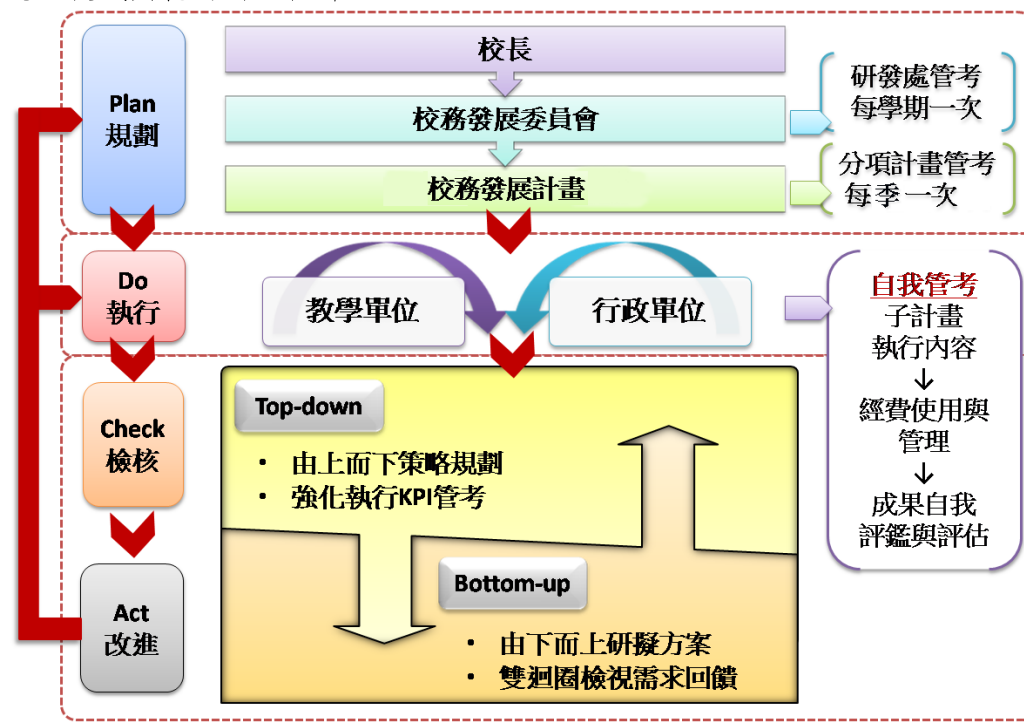 Plan
規劃
校長
校務發展委員會
校務發展計畫
研發處管考
每學期一次
分項計畫管考
每季一次
Do
執行
教學單位
行政單位
自我管考
子計畫
執行內容
↓
經費使用與
管理
↓
成果自我
評鑑與評估
Check
檢核
Top-down
• 由上而下策略規劃
• 強化執行KPI管考
Act
改進
Bottom-up
• 由下而上研擬方案
• 雙迴圈檢視需求回饋